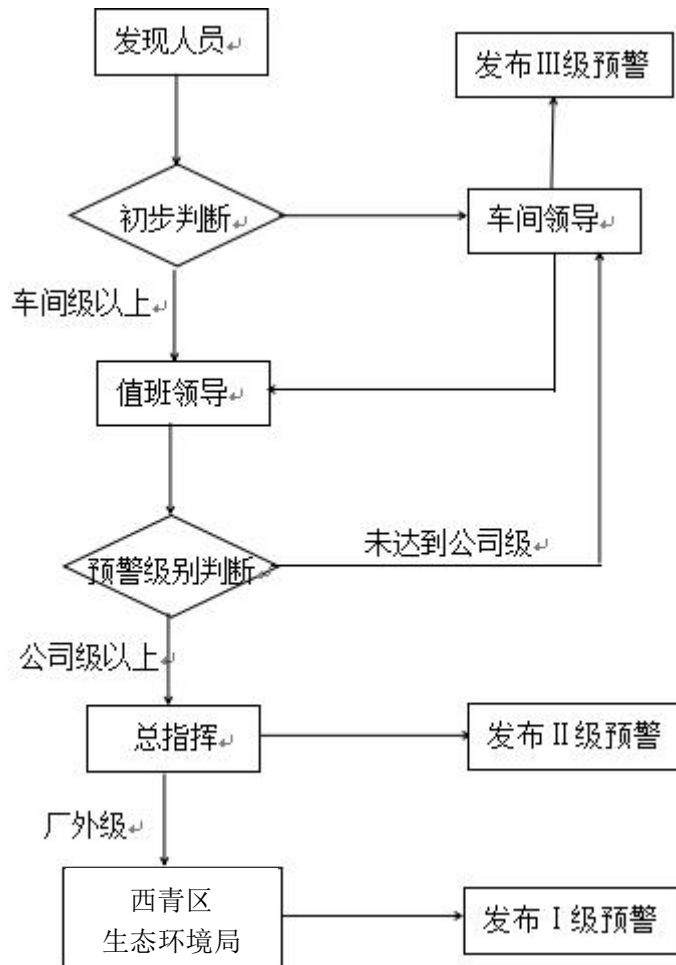 发现人员
发布Ⅲ级预警
初步判断
车间领导
车间级以上
值班领导
未达到公司级
预警级别判断
公司级以上
总指挥
发布Ⅱ级预警
厂外级
西青区
生态环境局
发布Ⅰ级预警